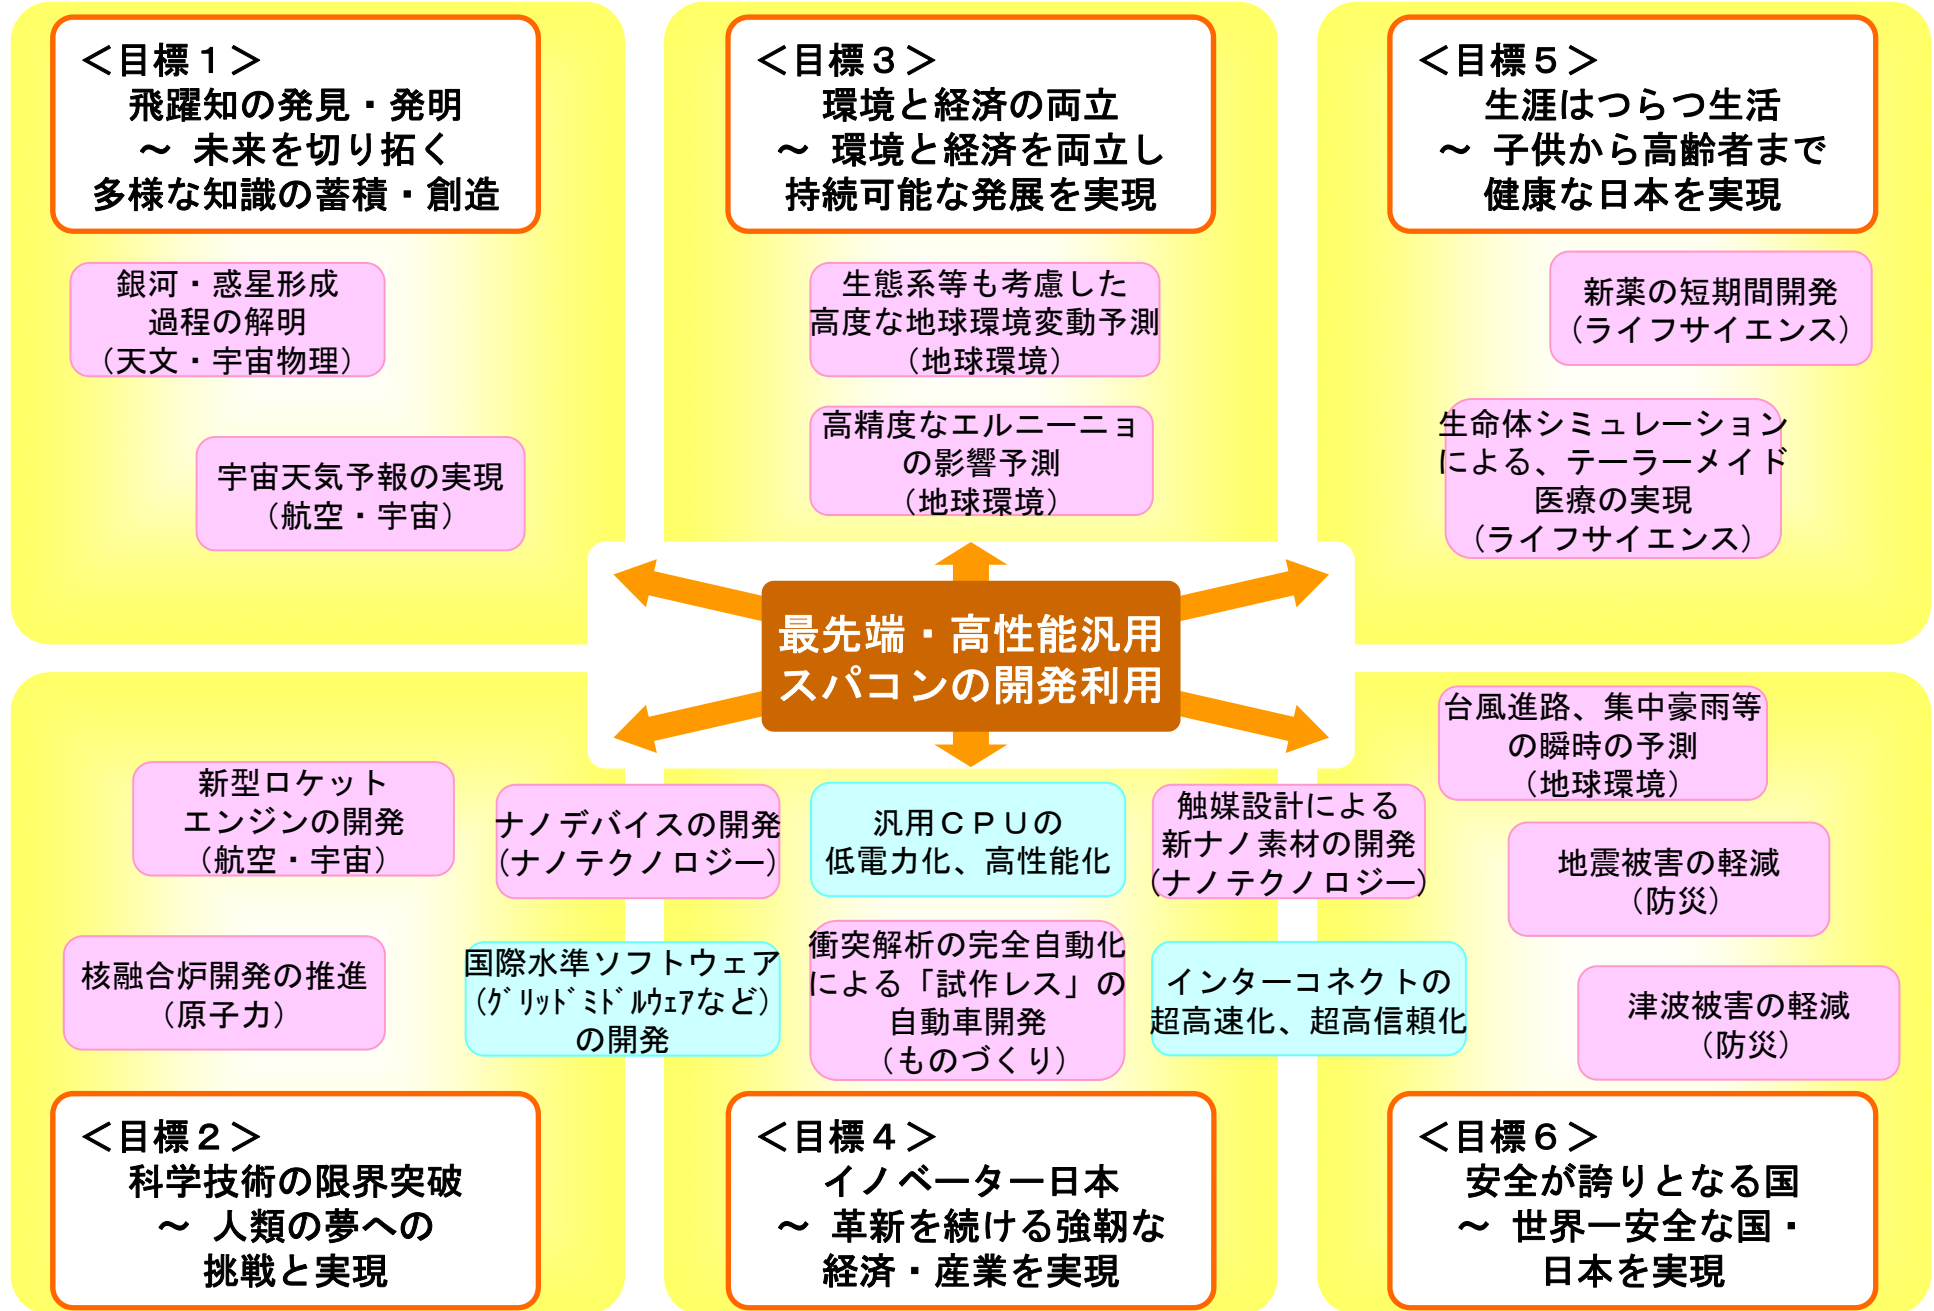 ＜目標１＞
飛躍知の発見・発明
～ 未来を切り拓く
多様な知識の蓄積・創造
銀河・惑星形成
過程の解明
（天文・宇宙物理）
宇宙天気予報の実現
（航空・宇宙）
＜目標３＞
環境と経済の両立
～ 環境と経済を両立し
持続可能な発展を実現
生態系等も考慮した
高度な地球環境変動予測
（地球環境）
高精度なエルニーニョ
の影響予測
（地球環境）
＜目標５＞
生涯はつらつ生活
～ 子供から高齢者まで
健康な日本を実現
新薬の短期間開発
（ライフサイエンス）
生命体シミュレーション
による、テーラーメイド
医療の実現
（ライフサイエンス）
最先端・高性能汎用
スパコンの開発利用
新型ロケット
エンジンの開発
（航空・宇宙）
核融合炉開発の推進
（原子力）
ナノデバイスの開発
（ナノテクノロジー）
国際水準ソフトウェア
（ｸﾞﾘｯﾄﾞﾐﾄﾞﾙｳｪｱなど）
の開発
＜目標２＞
科学技術の限界突破
～ 人類の夢への
挑戦と実現
汎用ＣＰＵの
低電力化、高性能化
衝突解析の完全自動化
による「試作レス」の
自動車開発
（ものづくり）
触媒設計による
新ナノ素材の開発
（ナノテクノロジー）
インターコネクトの
超高速化、超高信頼化
＜目標４＞
イノベーター日本
～ 革新を続ける強靭な
経済・産業を実現
台風進路、集中豪雨等
の瞬時の予測
（地球環境）
地震被害の軽減
（防災）
津波被害の軽減
（防災）
＜目標６＞
安全が誇りとなる国
～ 世界一安全な国・
日本を実現